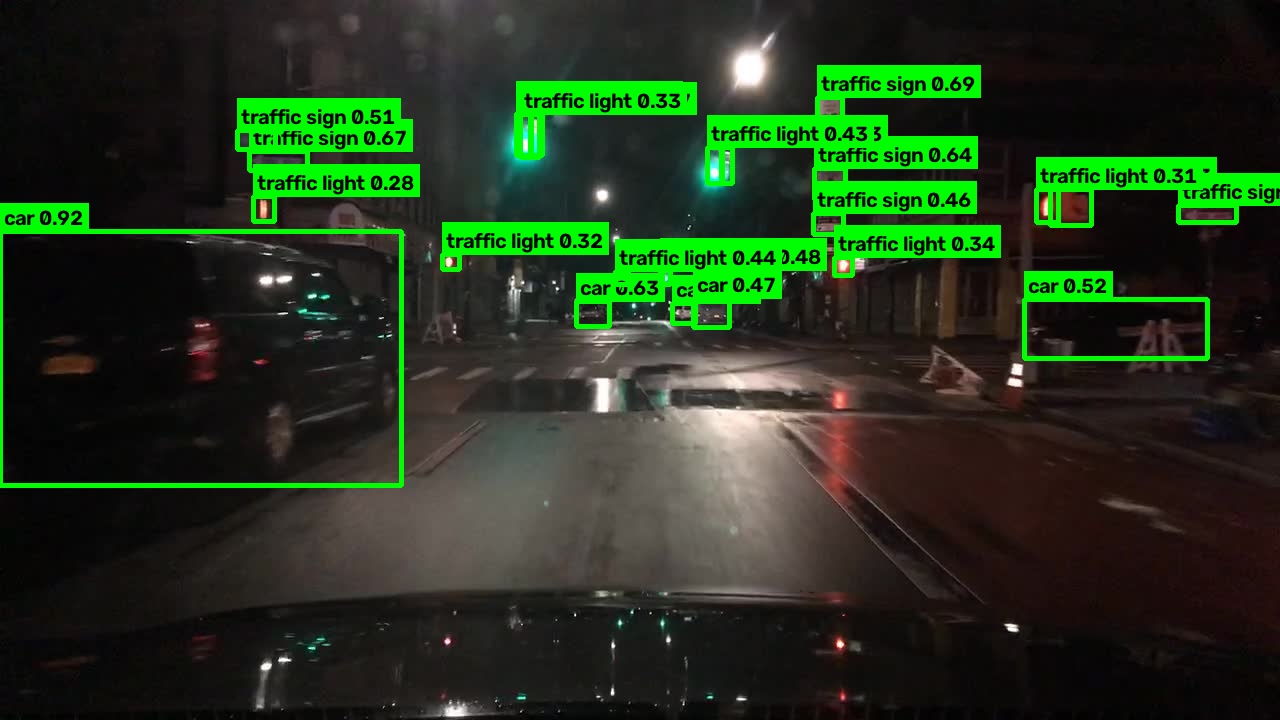 traffic sign 0.69
traffic light 0.33
traffic sign 0.51
traffic light 0.43
traffic sign 0.67
traffic sign 0.64
traffic light 0.28
traffic light 0.31
traffic sign 0.46
car 0.92
traffic light 0.32
traffic light 0.34
traffic light 0.44
0.48
car 0.63
car 0.47
car 0.52